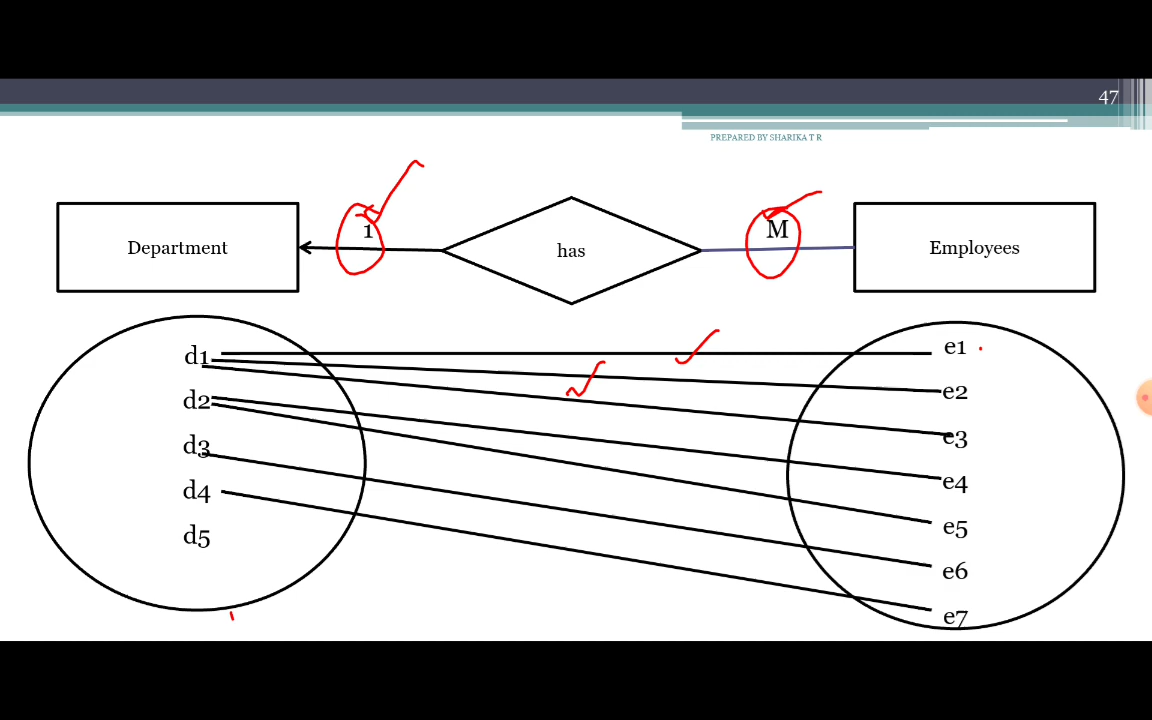 47
PREPARED BY SHARIKA T R
1
M
Department
has
Employees
d1
d2
d3
d4
d5
e1
e2
e3
e4
e5
e6
e7